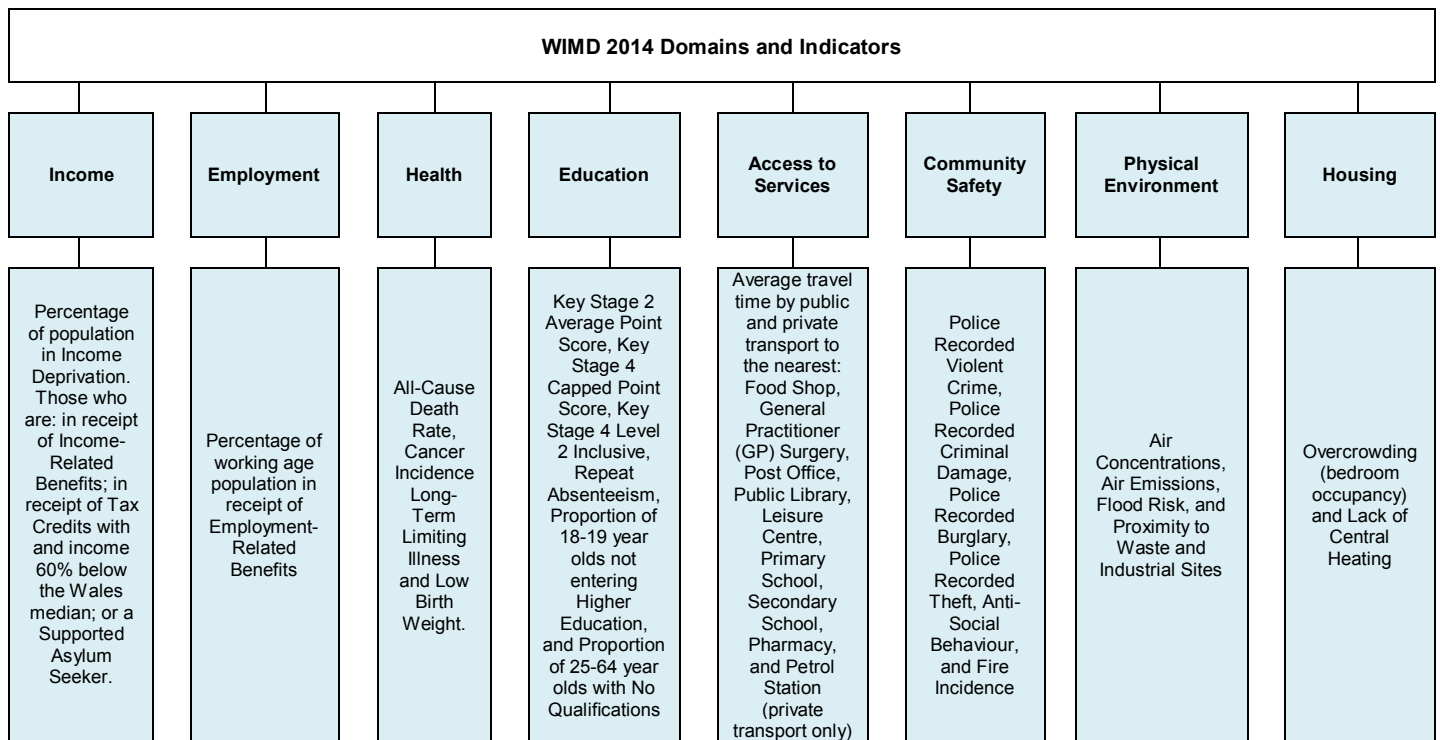 WIMD 2014 Domains and Indicators
Income
Employment
Health
Education
Access to
Services
Community
Safety
Physical
Environment
Housing
Percentage
of population
in Income
Deprivation.
Those who
are: in receipt
of Income-
Related
Benefits; in
receipt of Tax
Credits with
and income
60% below
the Wales
median; or a
Supported
Asylum
Seeker.
Percentage of
working age
population in
receipt of
Employment-
Related
Benefits
All-Cause
Death
Rate,
Cancer
Incidence
Long-
Term
Limiting
Illness
and Low
Birth
Weight.
Key Stage 2
Average Point
Score, Key
Stage 4
Capped Point
Score, Key
Stage 4 Level
2 Inclusive,
Repeat
Absenteeism,
Proportion of
18-19 year
olds not
entering
Higher
Education,
and Proportion
of 25-64 year
olds with No
Qualifications
Average travel
time by public
and private
transport to
the nearest:
Food Shop,
General
Practitioner
(GP) Surgery,
Post Office,
Public Library,
Leisure
Centre,
Primary
School,
Secondary
School,
Pharmacy,
and Petrol
Station
(private
transport only)
Police
Recorded
Violent
Crime,
Police
Recorded
Criminal
Damage,
Police
Recorded
Burglary,
Police
Recorded
Theft, Anti-
Social
Behaviour,
and Fire
Incidence
Air
Concentrations,
Air Emissions,
Flood Risk, and
Proximity to
Waste and
Industrial Sites
Overcrowding
(bedroom
occupancy)
and Lack of
Central
Heating